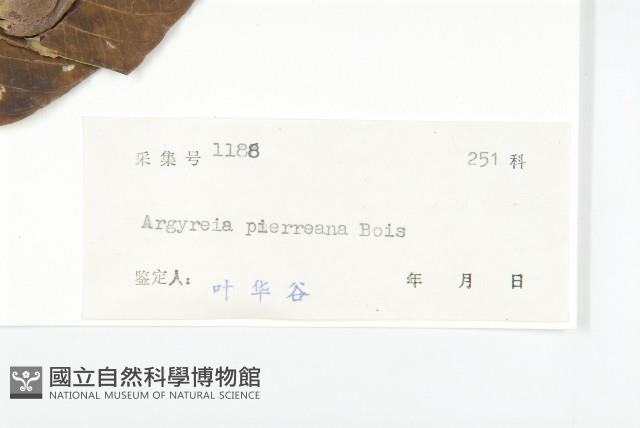 采集号 1188 251 科
Argyreia pierreana Bois
鉴定人: 叶华谷 年 月 日
國立自然科學博物館
NATIONAL MUSEUM OF NATURAL SCIENCE